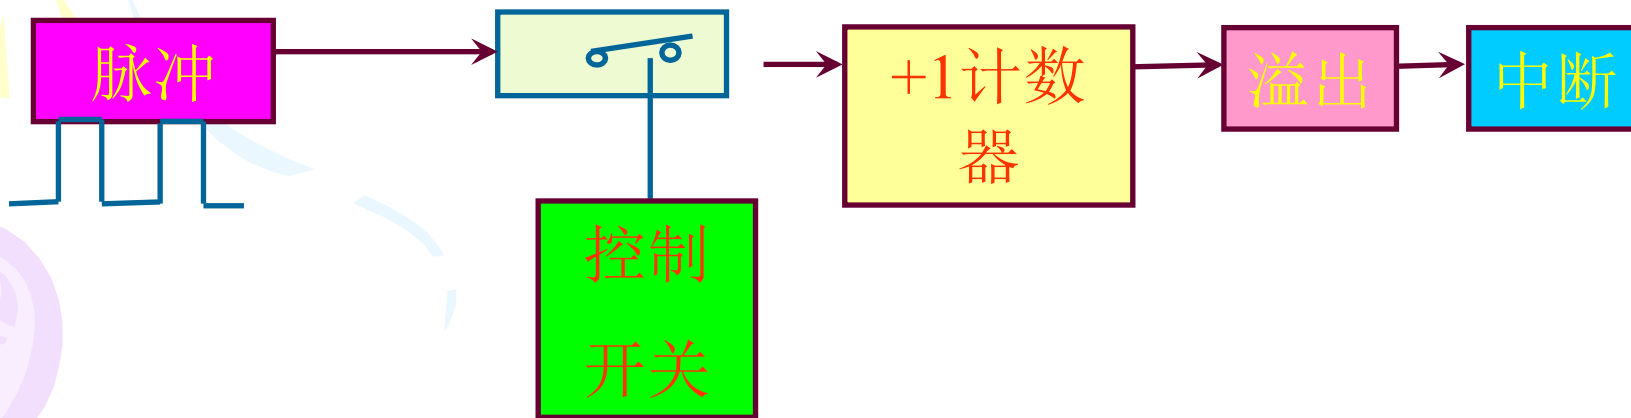 脉冲
+1计数
器
溢出
中断
控制
开关